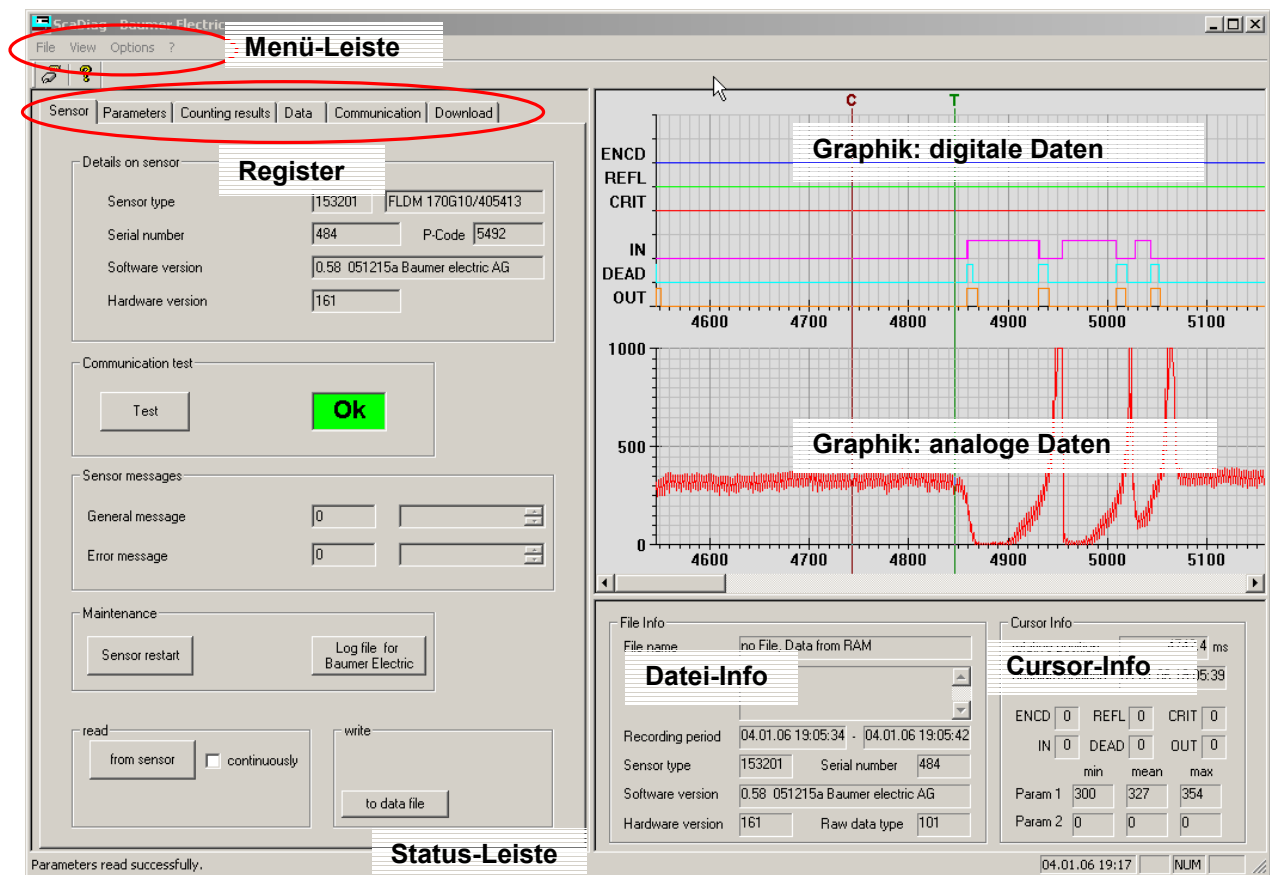 ScaDiag - Baumer Electric
File View Options ?
Menü-Leiste
Sensor Parameters Counting results Data Communication Download
Register
Details on sensor
Sensor type 153201 FLDM 170G10/405413
Serial number 484 P-Code 5492
Software version 0.58 051215a Baumer electric AG
Hardware version 161
Communication test
Test Ok
Sensor messages
General message 0
Error message 0
Maintenance
Sensor restart
Log file for
Baumer Electric
read
from sensor continuously
write
to data file
Status-Leiste
C T
Graphik: digitale Daten
ENCD
REFL
CRIT
IN
DEAD
OUT
4600 4700 4800 4900 5000 5100
1000
500
0
Graphik: analoge Daten
4600 4700 4800 4900 5000 5100
File Info
File name no File, Data from RAM
Datei-Info
Recording period 04.01.06 19:05:34 - 04.01.06 19:05:42
Sensor type 153201 Serial number 484
Software version 0.58 051215a Baumer electric AG
Hardware version 161 Raw data type 101
Cursor Info
ms
Cursor-Info
ENCD 0 REFL 0 CRIT 0
IN 0 DEAD 0 OUT 0
min mean max
Param 1 300 327 354
Param 2 0 0 0
Parameters read successfully.
04.01.06 19:17 NUM